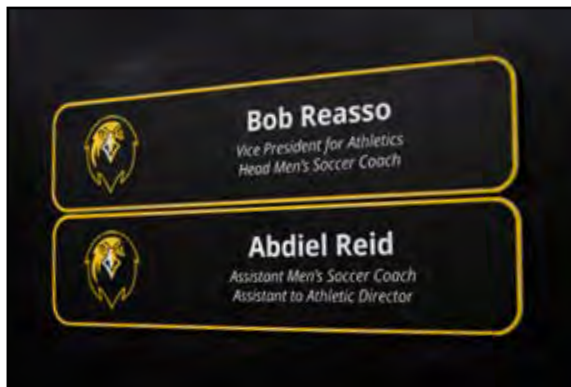 Bob Reasso
Vice President for Athletics
Head Men's Soccer Coach
Abdiel Reid
Assistant Men's Soccer Coach
Assistant to Athletic Director